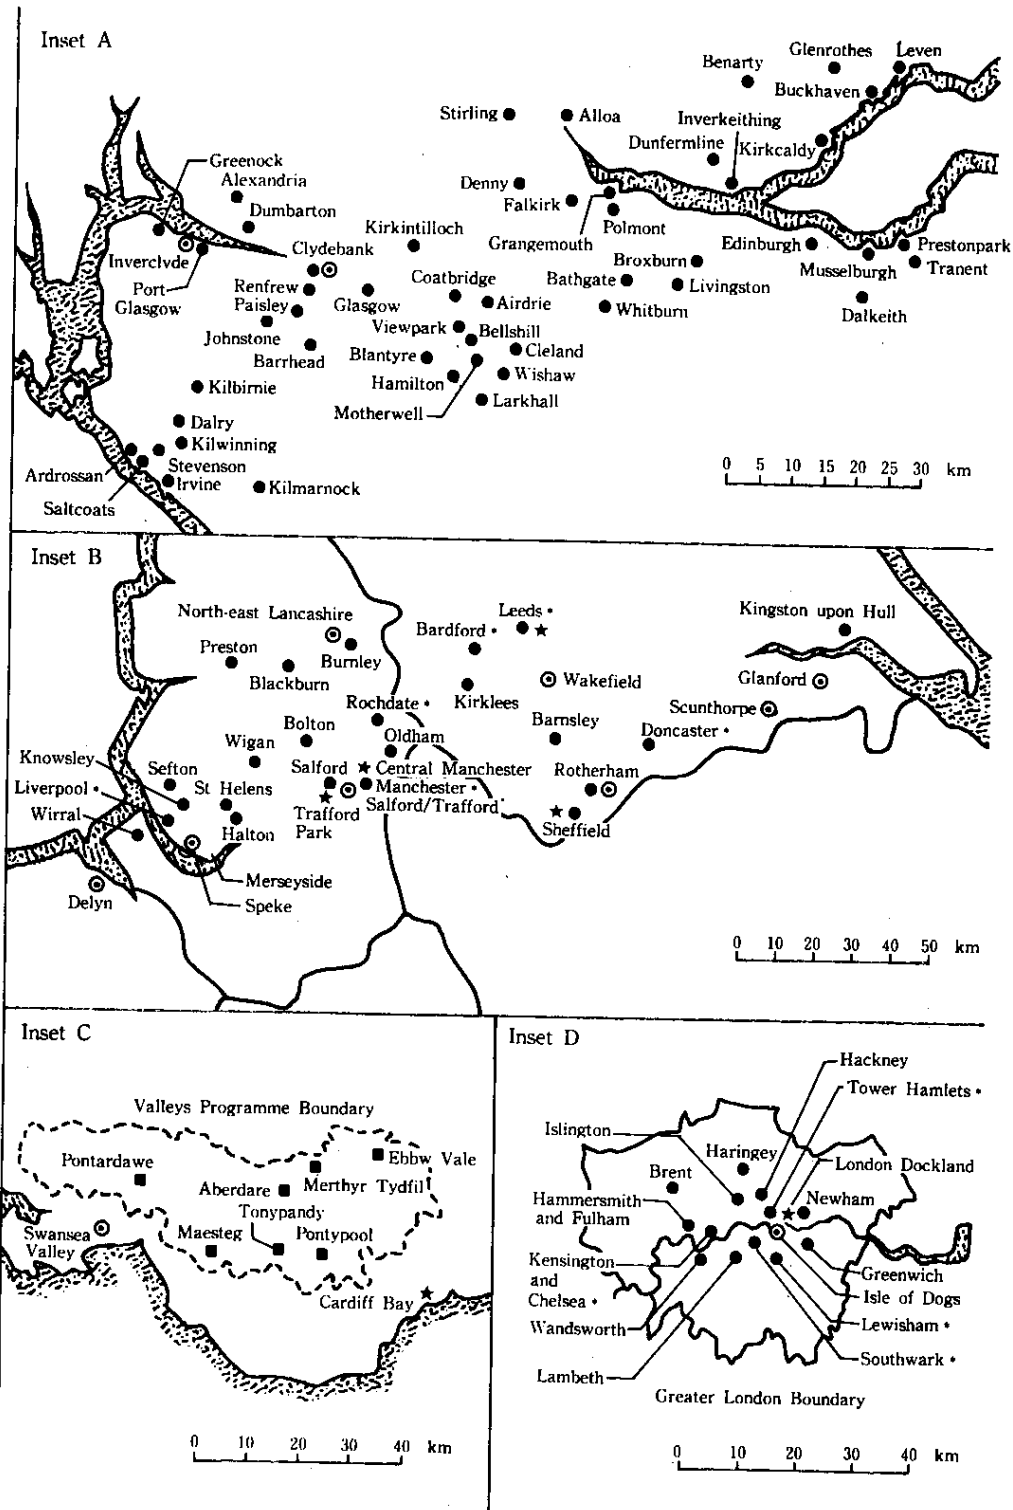 Inset A
Glenrothes
Leven
Benarty
Buckhaven
Stirling
Alloa
Inverkeithing
Dunfermline
Kirkcaldy
Greenock
Alexandria
Denny
Dumbarton
Falkirk
Kirkintilloch
Polmont
Grangemouth
Edinburgh
Prestonpark
Inverclyde
Clydebank
Broxburn
Musselburgh
Tranent
Port
Glasgow
Renfrew
Glasgow
Coatbridge
Bathgate
Livingston
Paisley
Airdrie
Whitburn
Dalkeith
Johnstone
Viewpark
Bellshill
Barrhead
Blantyre
Cleland
Kilbirnie
Hamilton
Wishaw
Motherwell
Larkhall
Dalry
Kilwinning
Ardrossan
Stevenson
Irvine
Saltcoats
Kilmarnock
0 5 10 15 20 25 30 km
Inset B
North-east Lancashire
Leeds •
Kingston upon Hull
Bardford •
Preston
Burnley
Blackburn
Wakefield
Glanford
Rochdate •
Kirklees
Scunthorpe
Bolton
Barnsley
Doncaster •
Oldham
Wigan
Knowsley
Sefton
Salford
Central Manchester
Rotherham
Liverpool •
St Helens
Manchester •
Salford/Trafford
Wirral
Trafford
Park
Halton
Sheffield
Merseyside
Delyn
Speke
0 10 20 30 40 50 km
Inset C
Valleys Programme Boundary
Pontardawe
Ebbw Vale
Aberdare
Merthyr Tydfil
Tonypandy
Swansea
Valley
Maesteg
Pontypool
Cardiff Bay
0 10 20 30 40 km
Inset D
Hackney
Tower Hamlets •
Islington
Haringey
London Dockland
Brent
Newham
Hammersmith
and Fulham
Kensington
and
Chelsea •
Greenwich
Isle of Dogs
Wandsworth
Lewisham •
Southwark •
Lambeth
Greater London Boundary
0 10 20 30 40 km